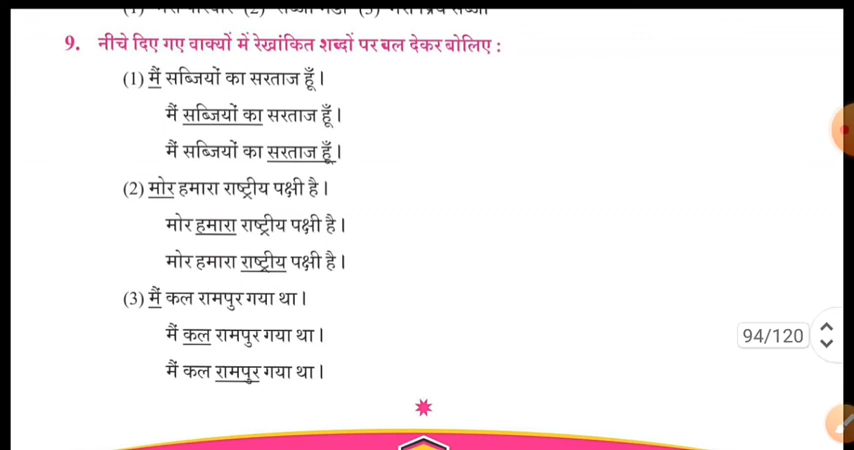 9. नीचे दिए गए वाक्यों में रेखांकित शब्दों पर बल देकर बोलिए :
(1) मैं सब्जियों का सरताज हूँ।
मैं सब्जियों का सरताज हूँ।
मैं सब्जियों का सरताज हूँ।
(2) मोर हमारा राष्ट्रीय पक्षी है।
मोर हमारा राष्ट्रीय पक्षी है।
मोर हमारा राष्ट्रीय पक्षी है।
(3) मैं कल रामपुर गया था।
मैं कल रामपुर गया था।
94/120
मैं कल रामपुर गया था।